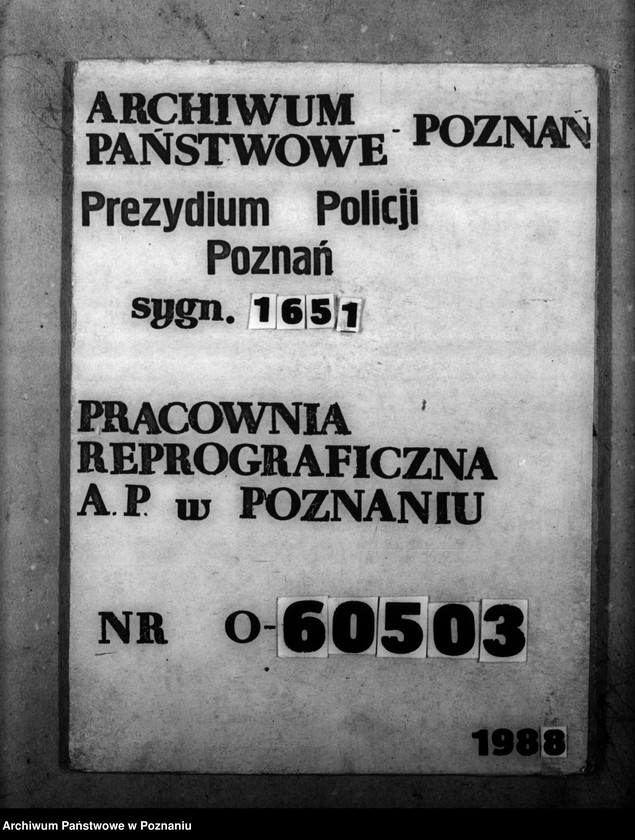 ARCHIWUM
PAŃSTWOWE - POZNAŃ
Prezydium Policji
Poznań
sygn. 1651
PRACOWNIA
REPROGRAFICZNA
A.P. w POZNANIU
NR O-60503
1988
Archiwum Państwowe w Poznaniu